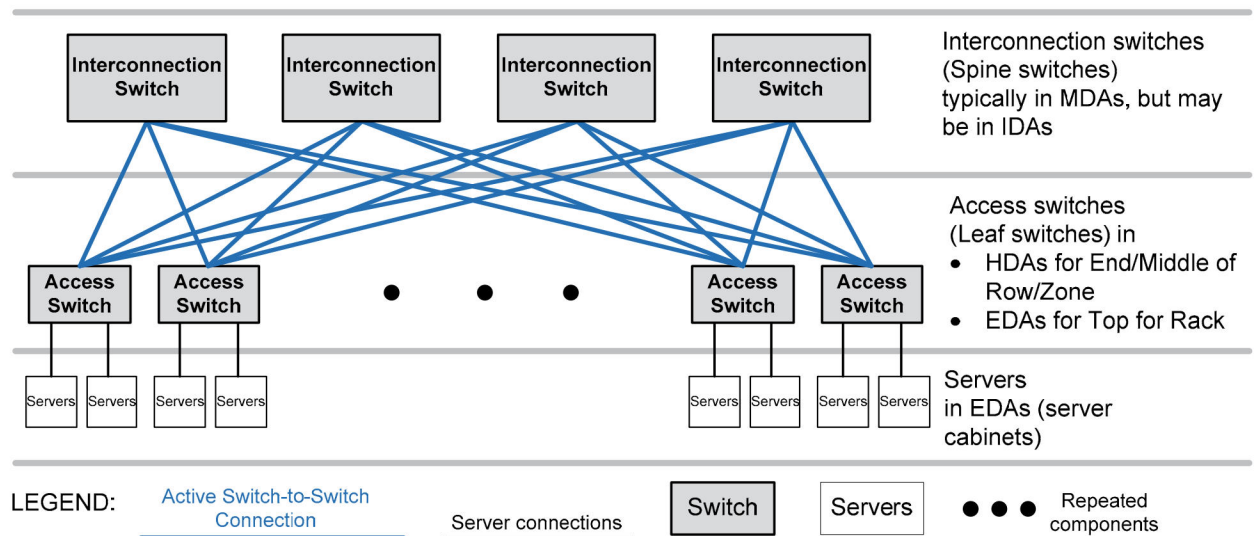 Interconnection
Switch
Interconnection
Switch
Interconnection
Switch
Interconnection
Switch
Interconnection switches
(Spine switches)
typically in MDAs, but may
be in IDAs
Access
Switch
Access
Switch
Access
Switch
Access
Switch
Access switches
(Leaf switches) in
• HDAs for End/Middle of
Row/Zone
• EDAs for Top for Rack
Servers
Servers
Servers
Servers
Servers
Servers
Servers
Servers
Servers
in EDAs (server
cabinets)
LEGEND:
Active Switch-to-Switch
Connection
Server connections
Switch
Servers
Repeated
components